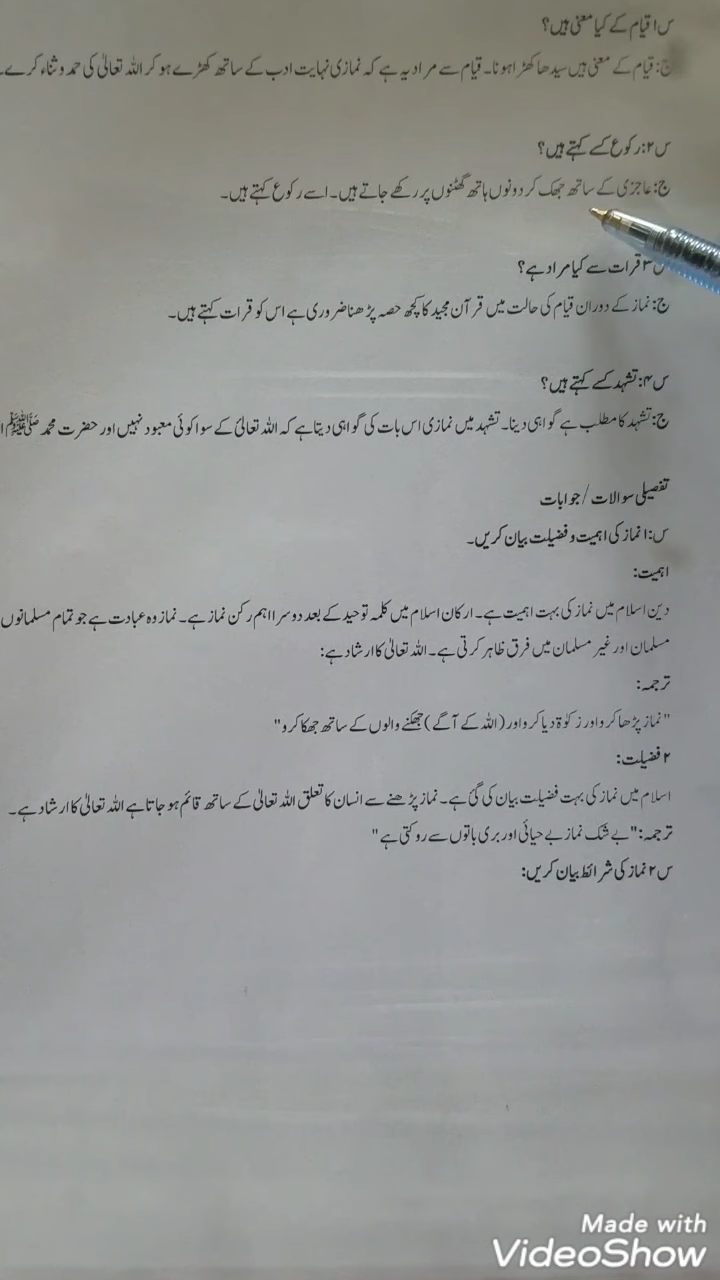 س۱قیام کے کیا معنی ہیں؟
ج: قیام کے معنی ہیں سیدھا کھڑا ہونا۔ قیام سے مراد یہ ہے کہ نمازی نہایت ادب کے ساتھ کھڑے ہو کر اللہ تعالیٰ کی حمد و ثناء کرے۔
س۲:رکوع کسے کہتے ہیں؟
ج: عاجزی کے ساتھ جھک کر دونوں ہاتھ گھٹنوں پر رکھے جاتے ہیں۔ اسے رکوع کہتے ہیں۔
س۳قرات سے کیا مراد ہے؟
ج: نماز کے دوران قیام کی حالت میں قرآن مجید کا کچھ حصہ پڑھنا ضروری ہے اس کو قرات کہتے ہیں۔
س۴: تشہد کسے کہتے ہیں؟
ج: تشہد کا مطلب ہے گواہی دینا۔ تشہد میں نمازی اس بات کی گواہی دیتا ہے کہ اللہ تعالیٰ کے سوا کوئی معبود نہیں اور حضرت محمد ﷺ
تفصیلی سوالات / جوابات
س:۱نماز کی اہمیت و فضیلت بیان کریں۔
اہمیت:
دین اسلام میں نماز کی بہت اہمیت ہے۔ ارکان اسلام میں کلمہ توحید کے بعد دوسرا اہم رکن نماز ہے۔ نماز وہ عبادت ہے جو تمام مسلمانوں
مسلمان اور غیر مسلمان میں فرق ظاہر کرتی ہے۔ اللہ تعالیٰ کا ارشاد ہے:
ترجمہ:
"نماز پڑھا کرو اور زکوٰۃ دیا کرو اور (اللہ کے آگے) جھکنے والوں کے ساتھ جھکا کرو"
۲ فضیلت:
اسلام میں نماز کی بہت فضیلت بیان کی گئ ہے۔ نماز پڑھنے سے انسان کا تعلق اللہ تعالیٰ کے ساتھ قائم ہو جاتا ہے اللہ تعالیٰ کا ارشاد ہے۔
ترجمہ: "بے شک نماز بے حیائی اور بری باتوں سے روکتی ہے"
س۲ نماز کی شرائط بیان کریں:
Made with
VideoShow